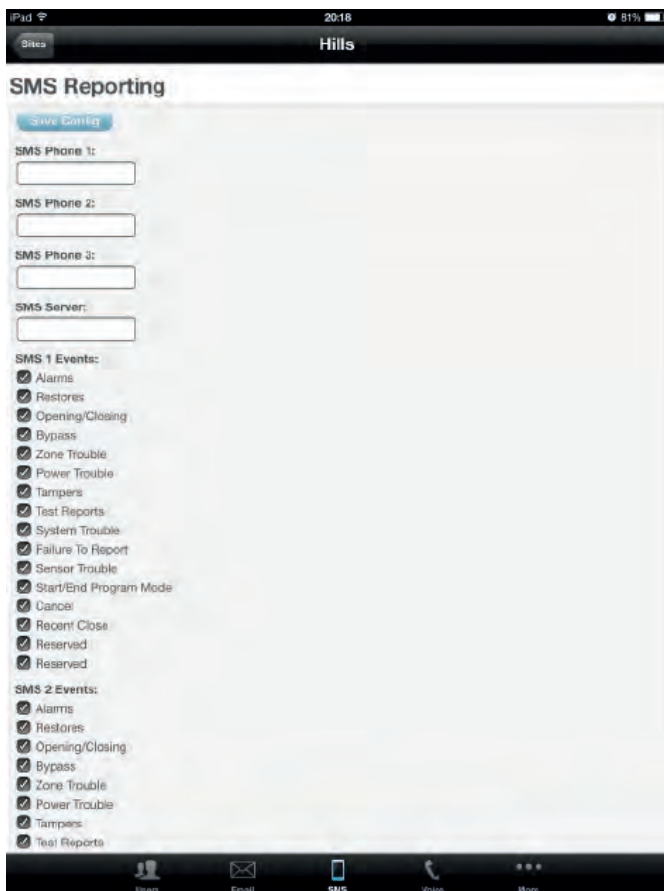 iPad 20:18 81%
Sites Hills
SMS Reporting
Save Config
SMS Phone 1:
SMS Phone 2:
SMS Phone 3:
SMS Server:
SMS 1 Events:
Alarms
Restores
Opening/Closing
Bypass
Zone Trouble
Power Trouble
Tampers
Test Reports
System Trouble
Failure To Report
Sensor Trouble
Start/End Program Mode
Cancel
Recent Close
Reserved
Reserved
SMS 2 Events:
Alarms
Restores
Opening/Closing
Bypass
Zone Trouble
Power Trouble
Tampers
Test Reports
Users Email SMS Voice More